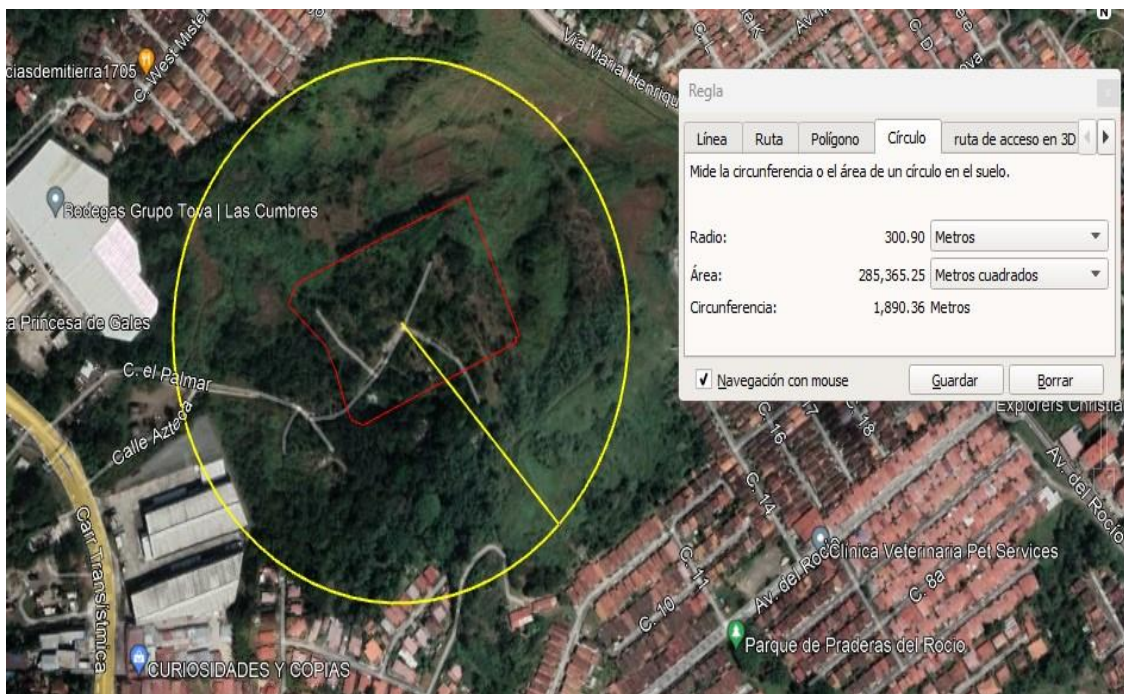 N
C. West Mister
ciasdemitierra1705
Vía María Henriqu
C. L
C. D
Bodegas Grupo Tova | Las Cumbres
a Princesa de Gales
C. el Palmar
Calle Azteca
Carr Transístmica
CURIOSIDADES Y COPIAS
Regla
Línea Ruta Polígono Círculo ruta de acceso en 3D
Mide la circunferencia o el área de un círculo en el suelo.
Radio: 300.90 Metros
Área: 285,365.25 Metros cuadrados
Circunferencia: 1,890.36 Metros
Navegación con mouse Guardar Borrar
Explorers Christia
C. 17
C. 18
C. 16
C. 14
C. 11
C. 10
Av. del Rocío
Av. del Rocío
cClinica Veterinaria Pet Services
C. 8a
Parque de Praderas del Rocio